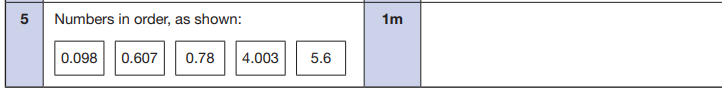 5 Numbers in order, as shown: 1m
0.098 0.607 0.78 4.003 5.6